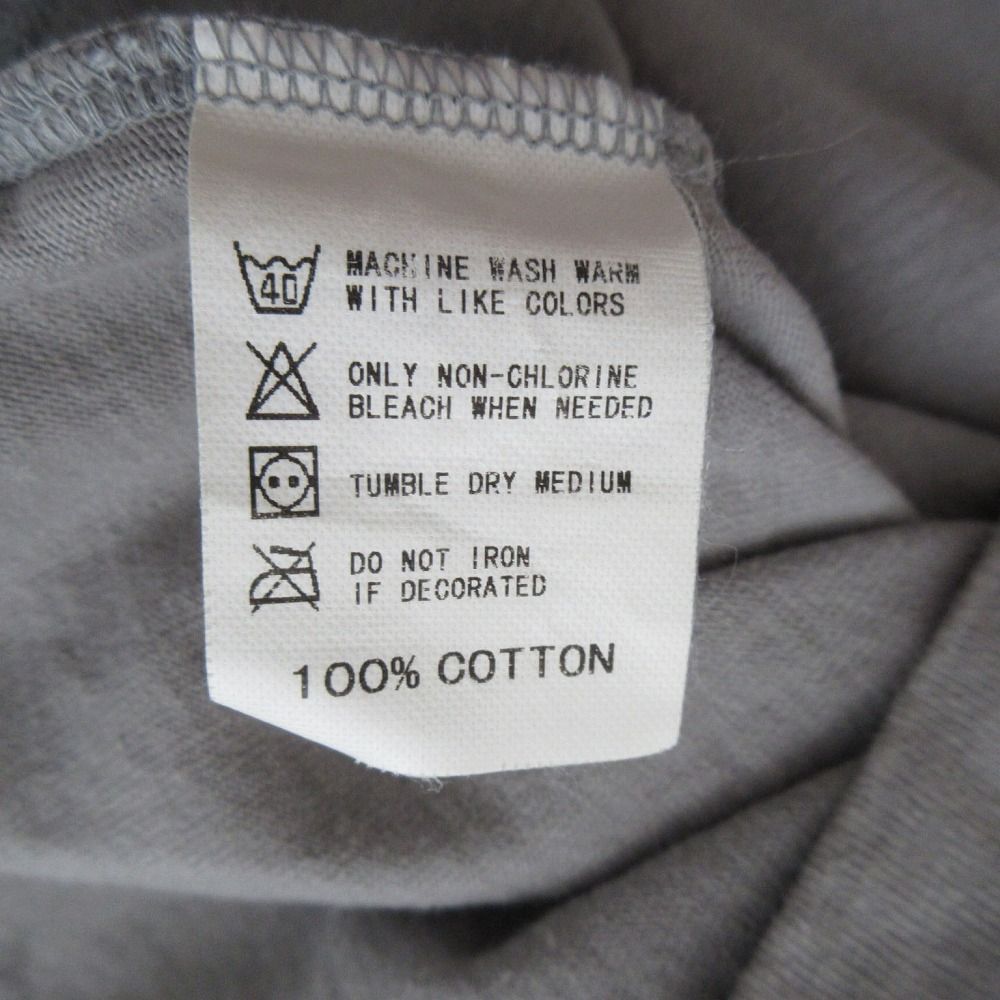 40
MACHINE WASH WARM
WITH LIKE COLORS
ONLY NON-CHLORINE
BLEACH WHEN NEEDED
TUMBLE DRY MEDIUM
DO NOT IRON
IF DECORATED
100% COTTON